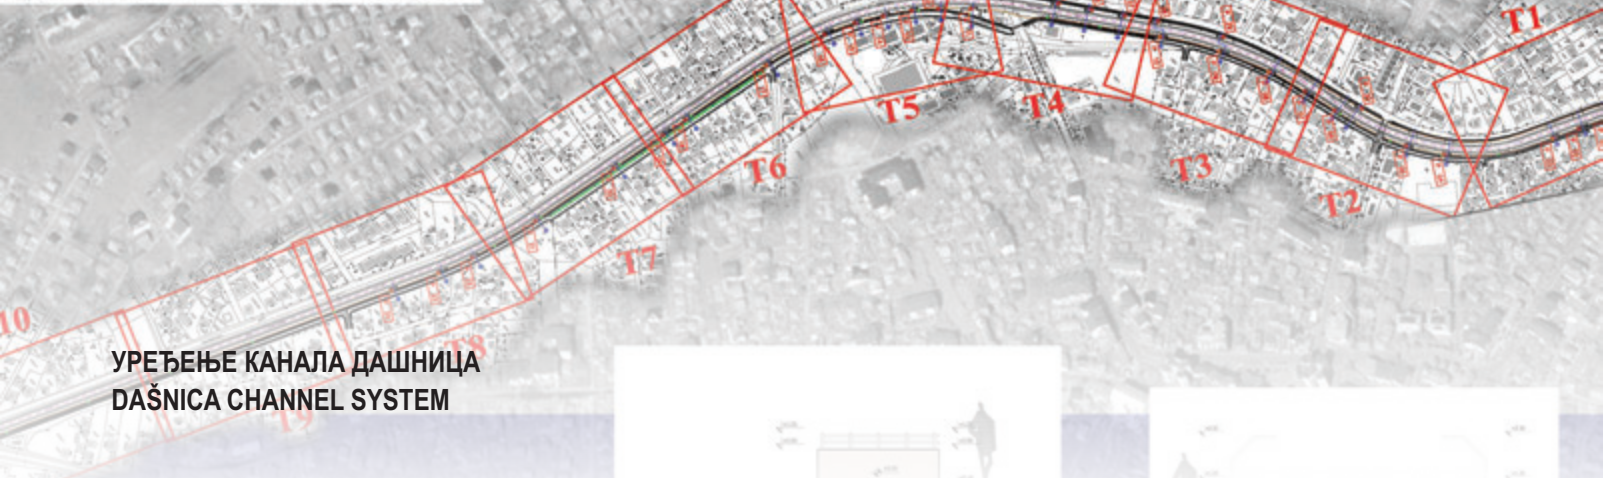 T1
T5
T4
T6
T3
T2
T7
10
T8
УРЕЂЕЊЕ КАНАЛА ДАШНИЦА
DAŠNICA CHANNEL SYSTEM
T9